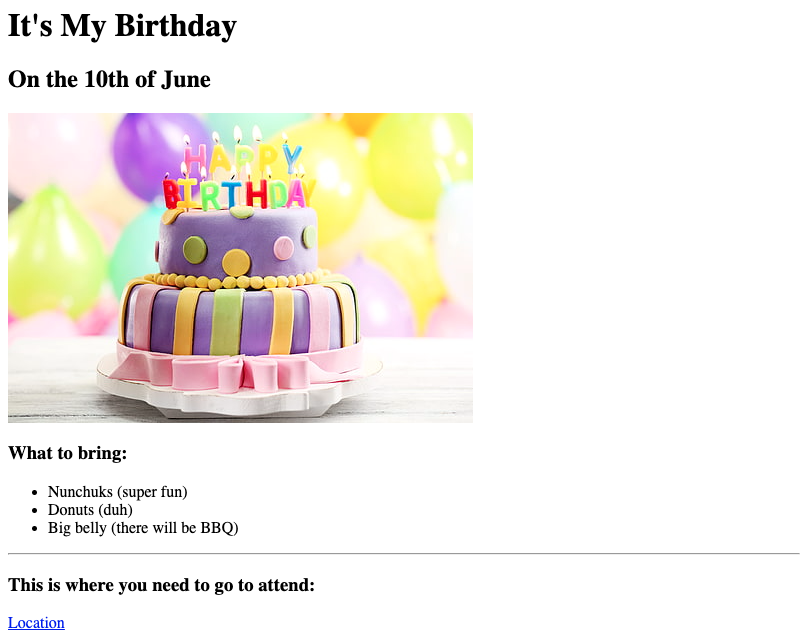 It's My Birthday
On the 10th of June
HAPPY
BIRTHDAY
What to bring:
Nunchuks (super fun)
Donuts (duh)
Big belly (there will be BBQ)
This is where you need to go to attend:
Location